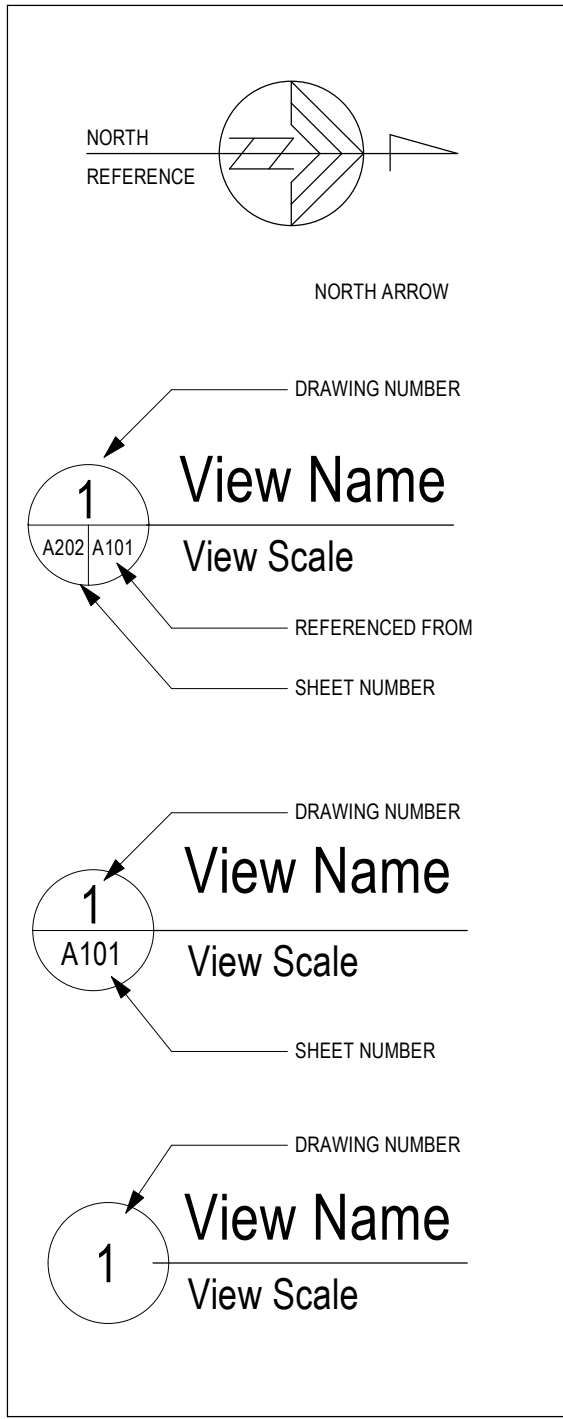 NORTH
REFERENCE
NORTH ARROW
DRAWING NUMBER
1
View Name
A202 A101
View Scale
REFERENCED FROM
SHEET NUMBER
DRAWING NUMBER
1
View Name
A101
View Scale
SHEET NUMBER
DRAWING NUMBER
1
View Name
View Scale